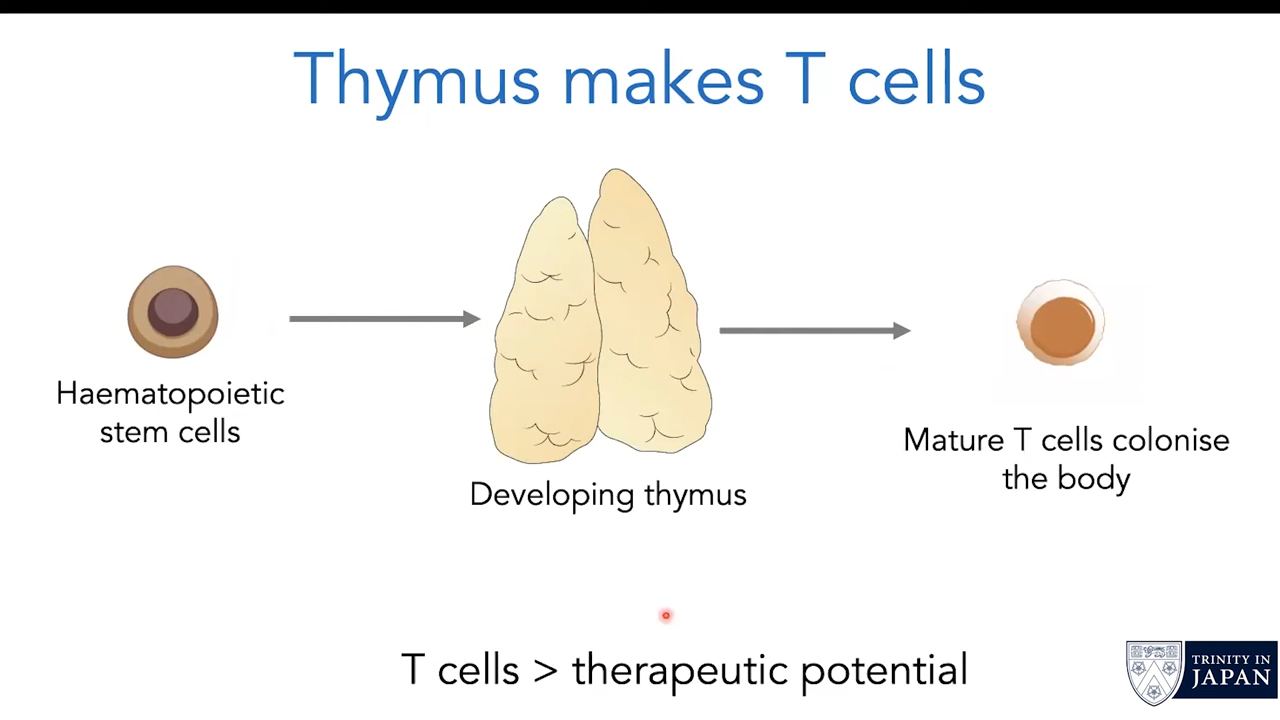 Thymus makes T cells
Haematopoietic
stem cells
Developing thymus
Mature T cells colonise
the body
T cells > therapeutic potential
TRINITY IN
JAPAN